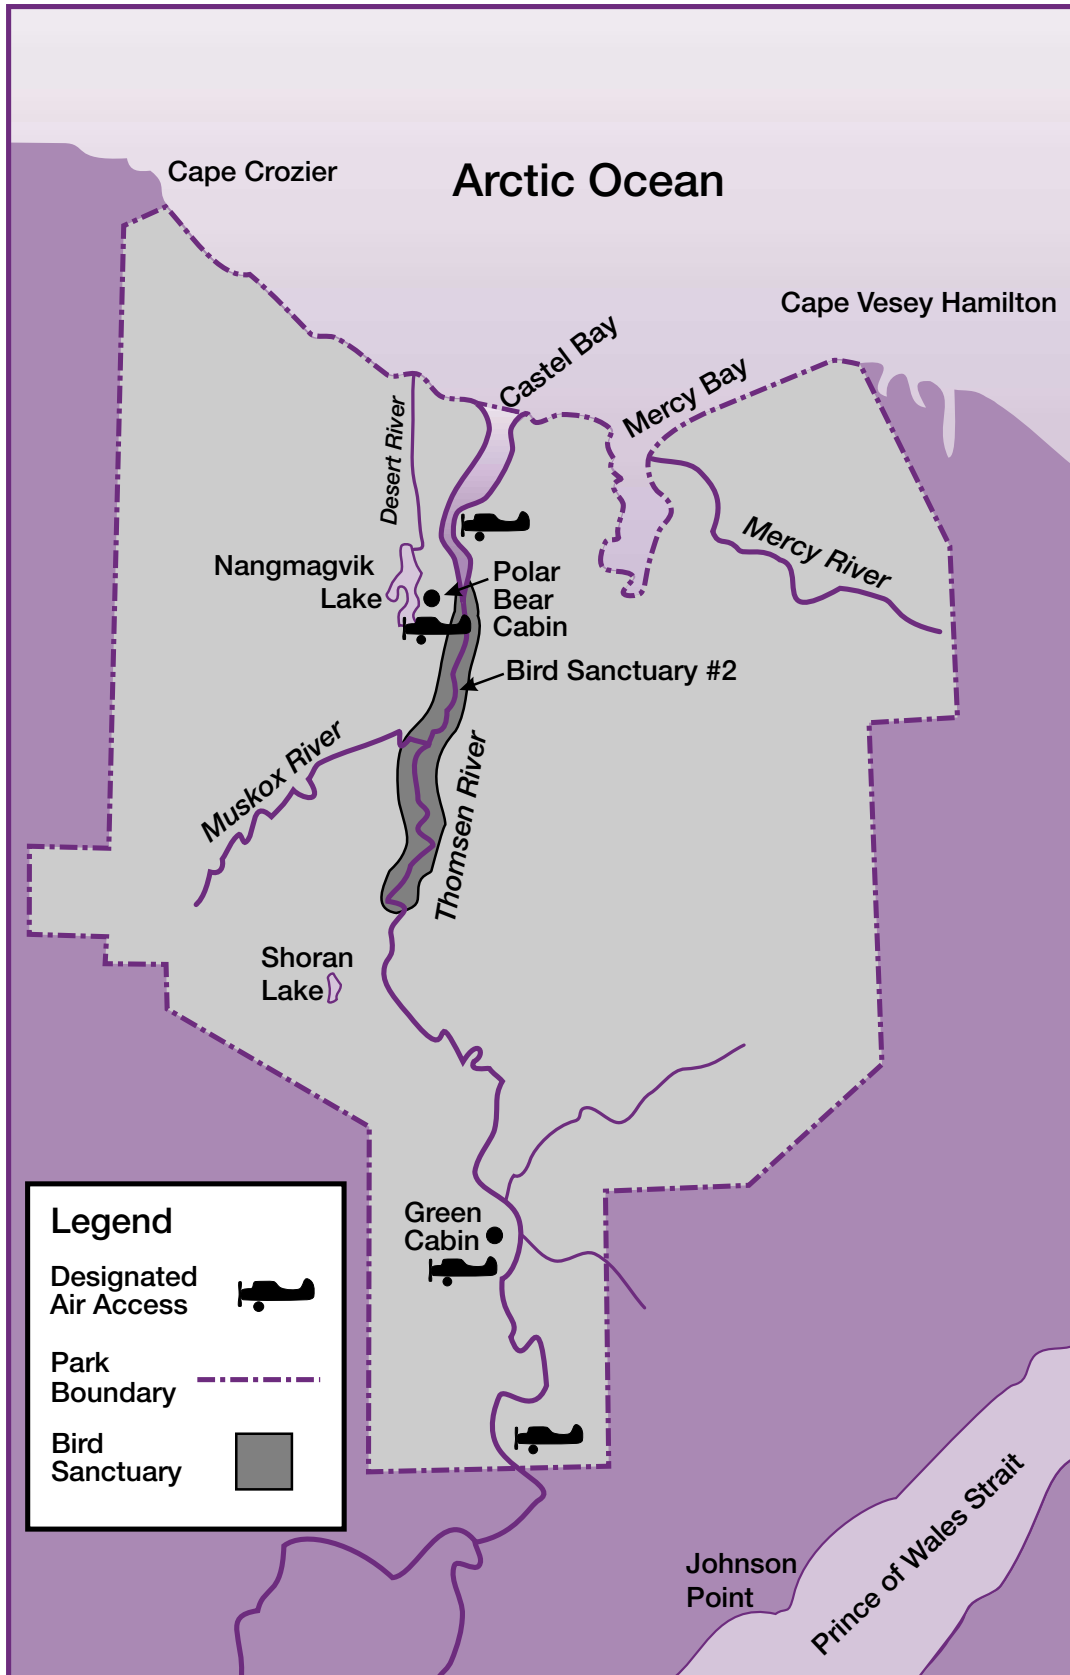 Cape Crozier
Arctic Ocean
Cape Vesey Hamilton
Castel Bay
Mercy Bay
Desert River
Mercy River
Nangmagvik
Lake
Polar
Bear
Cabin
Bird Sanctuary #2
Muskox River
Thomsen River
Shoran
Lake
Green
Cabin
Legend
Designated
Air Access
Park
Boundary
Bird
Sanctuary
Johnson
Point
Prince of Wales Strait